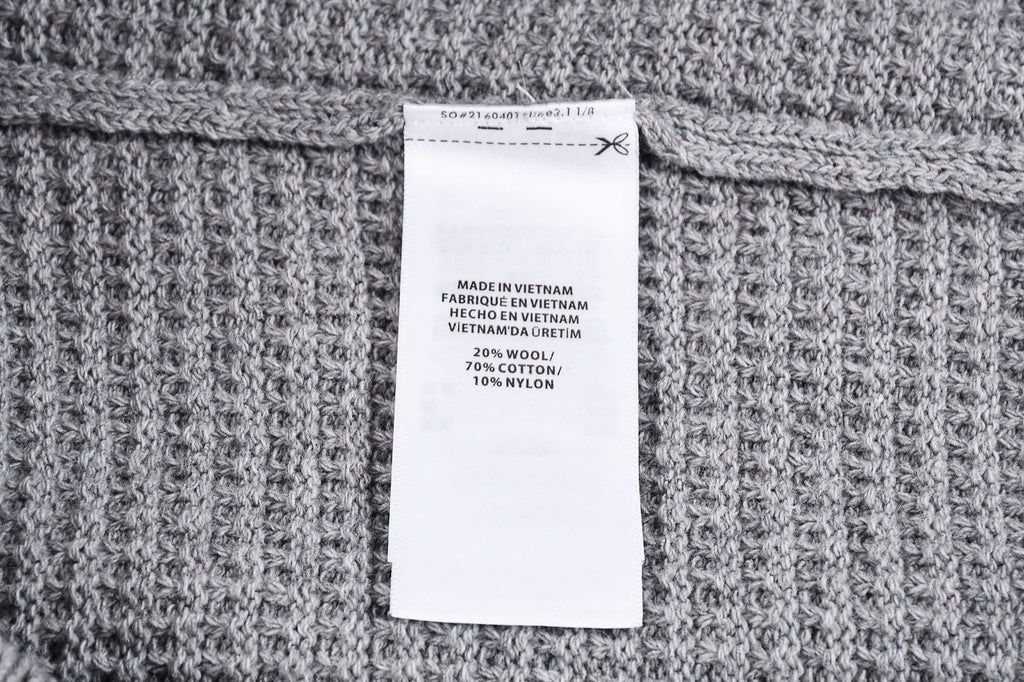 MADE IN VIETNAM
FABRIQUÉ EN VIETNAM
HECHO EN VIETNAM
VİETNAM'DA ÜRETİM
20% WOOL/
70% COTTON/
10% NYLON